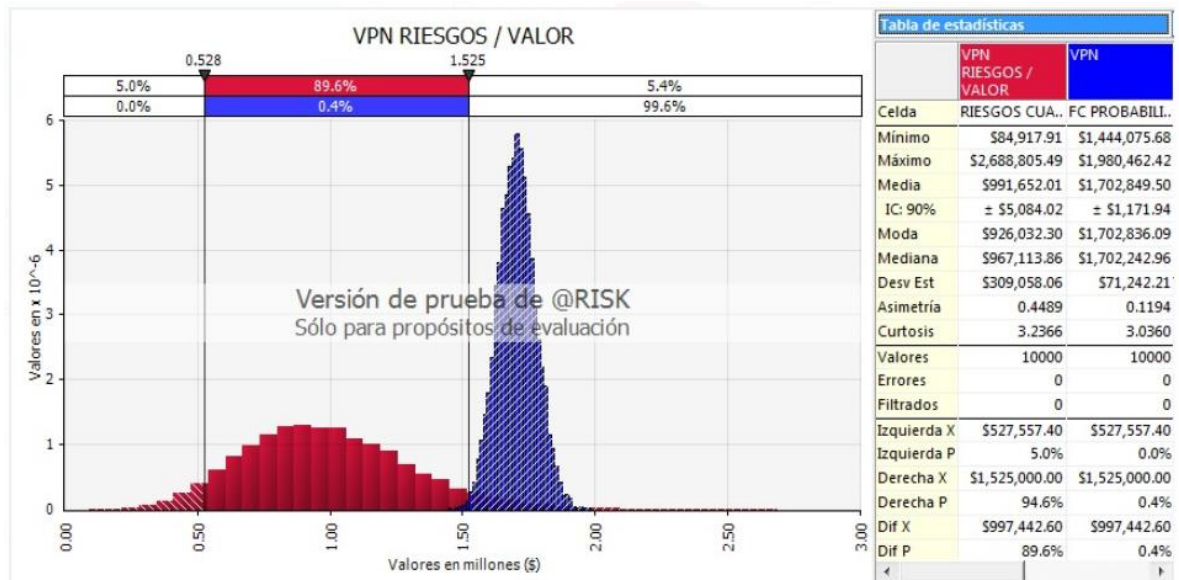 VPN RIESGOS / VALOR
0.528 1.525
5.0% 89.6% 5.4%
0.0% 0.4% 99.6%
6
5
4
3
2
1
0
Valores en x 10^-6
Versión de prueba de @RISK
Sólo para propósitos de evaluación
0.00 0.50 1.00 1.50 2.00 2.50 3.00
Valores en millones ($)
Tabla de estadísticas
VPN RIESGOS / VALOR VPN
Celda RIESGOS CUA.. FC PROBABILI..
Mínimo $84,917.91 $1,444,075.68
Máximo $2,688,805.49 $1,980,462.42
Media $991,652.01 $1,702,849.50
IC: 90% ± $5,084.02 ± $1,171.94
Moda $926,032.30 $1,702,836.09
Mediana $967,113.86 $1,702,242.96
Desv Est $309,058.06 $71,242.21
Asimetría 0.4489 0.1194
Curtosis 3.2366 3.0360
Valores 10000 10000
Errores 0 0
Filtrados 0 0
Izquierda X $527,557.40 $527,557.40
Izquierda P 5.0% 0.0%
Derecha X $1,525,000.00 $1,525,000.00
Derecha P 94.6% 0.4%
Dif X $997,442.60 $997,442.60
Dif P 89.6% 0.4%